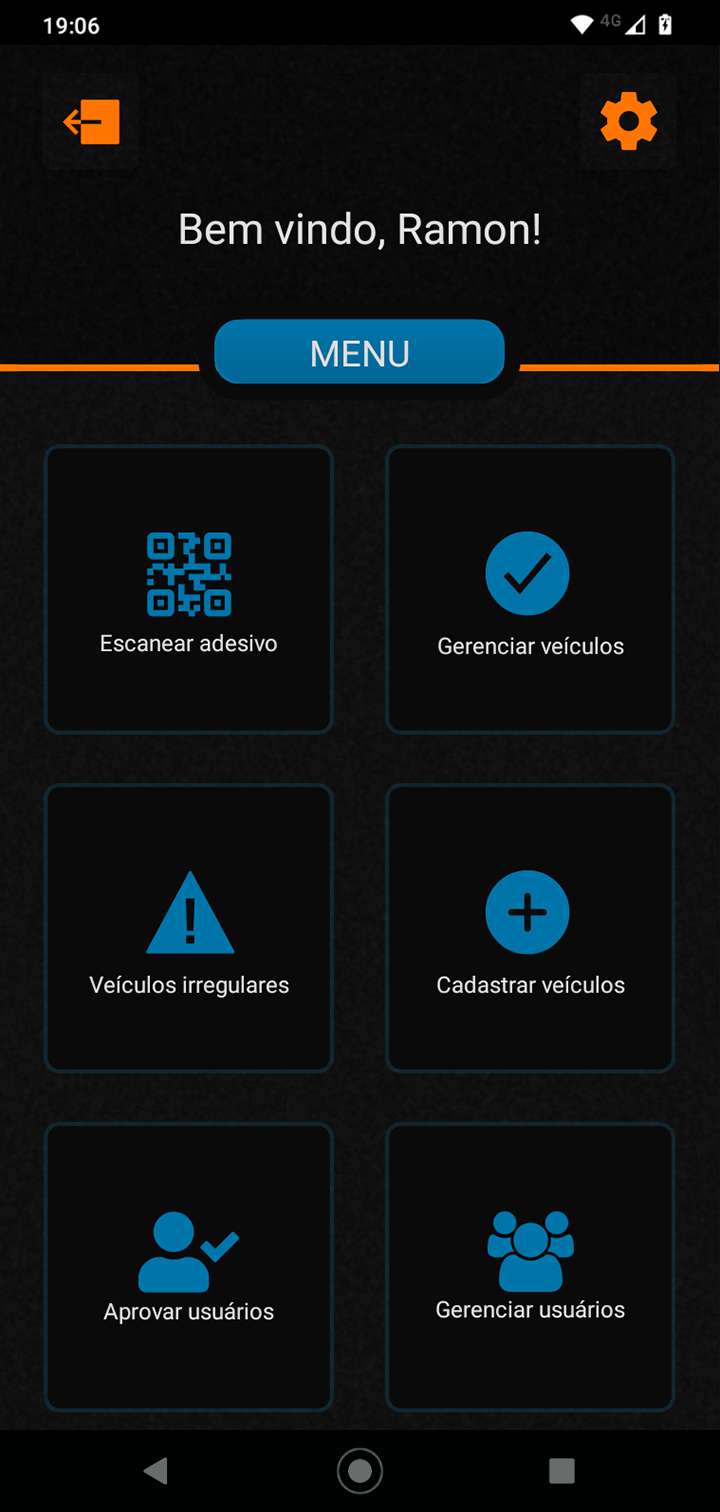 19:06
4G
Bem vindo, Ramon!
MENU
Escanear adesivo
Gerenciar veículos
Veículos irregulares
Cadastrar veículos
Aprovar usuários
Gerenciar usuários